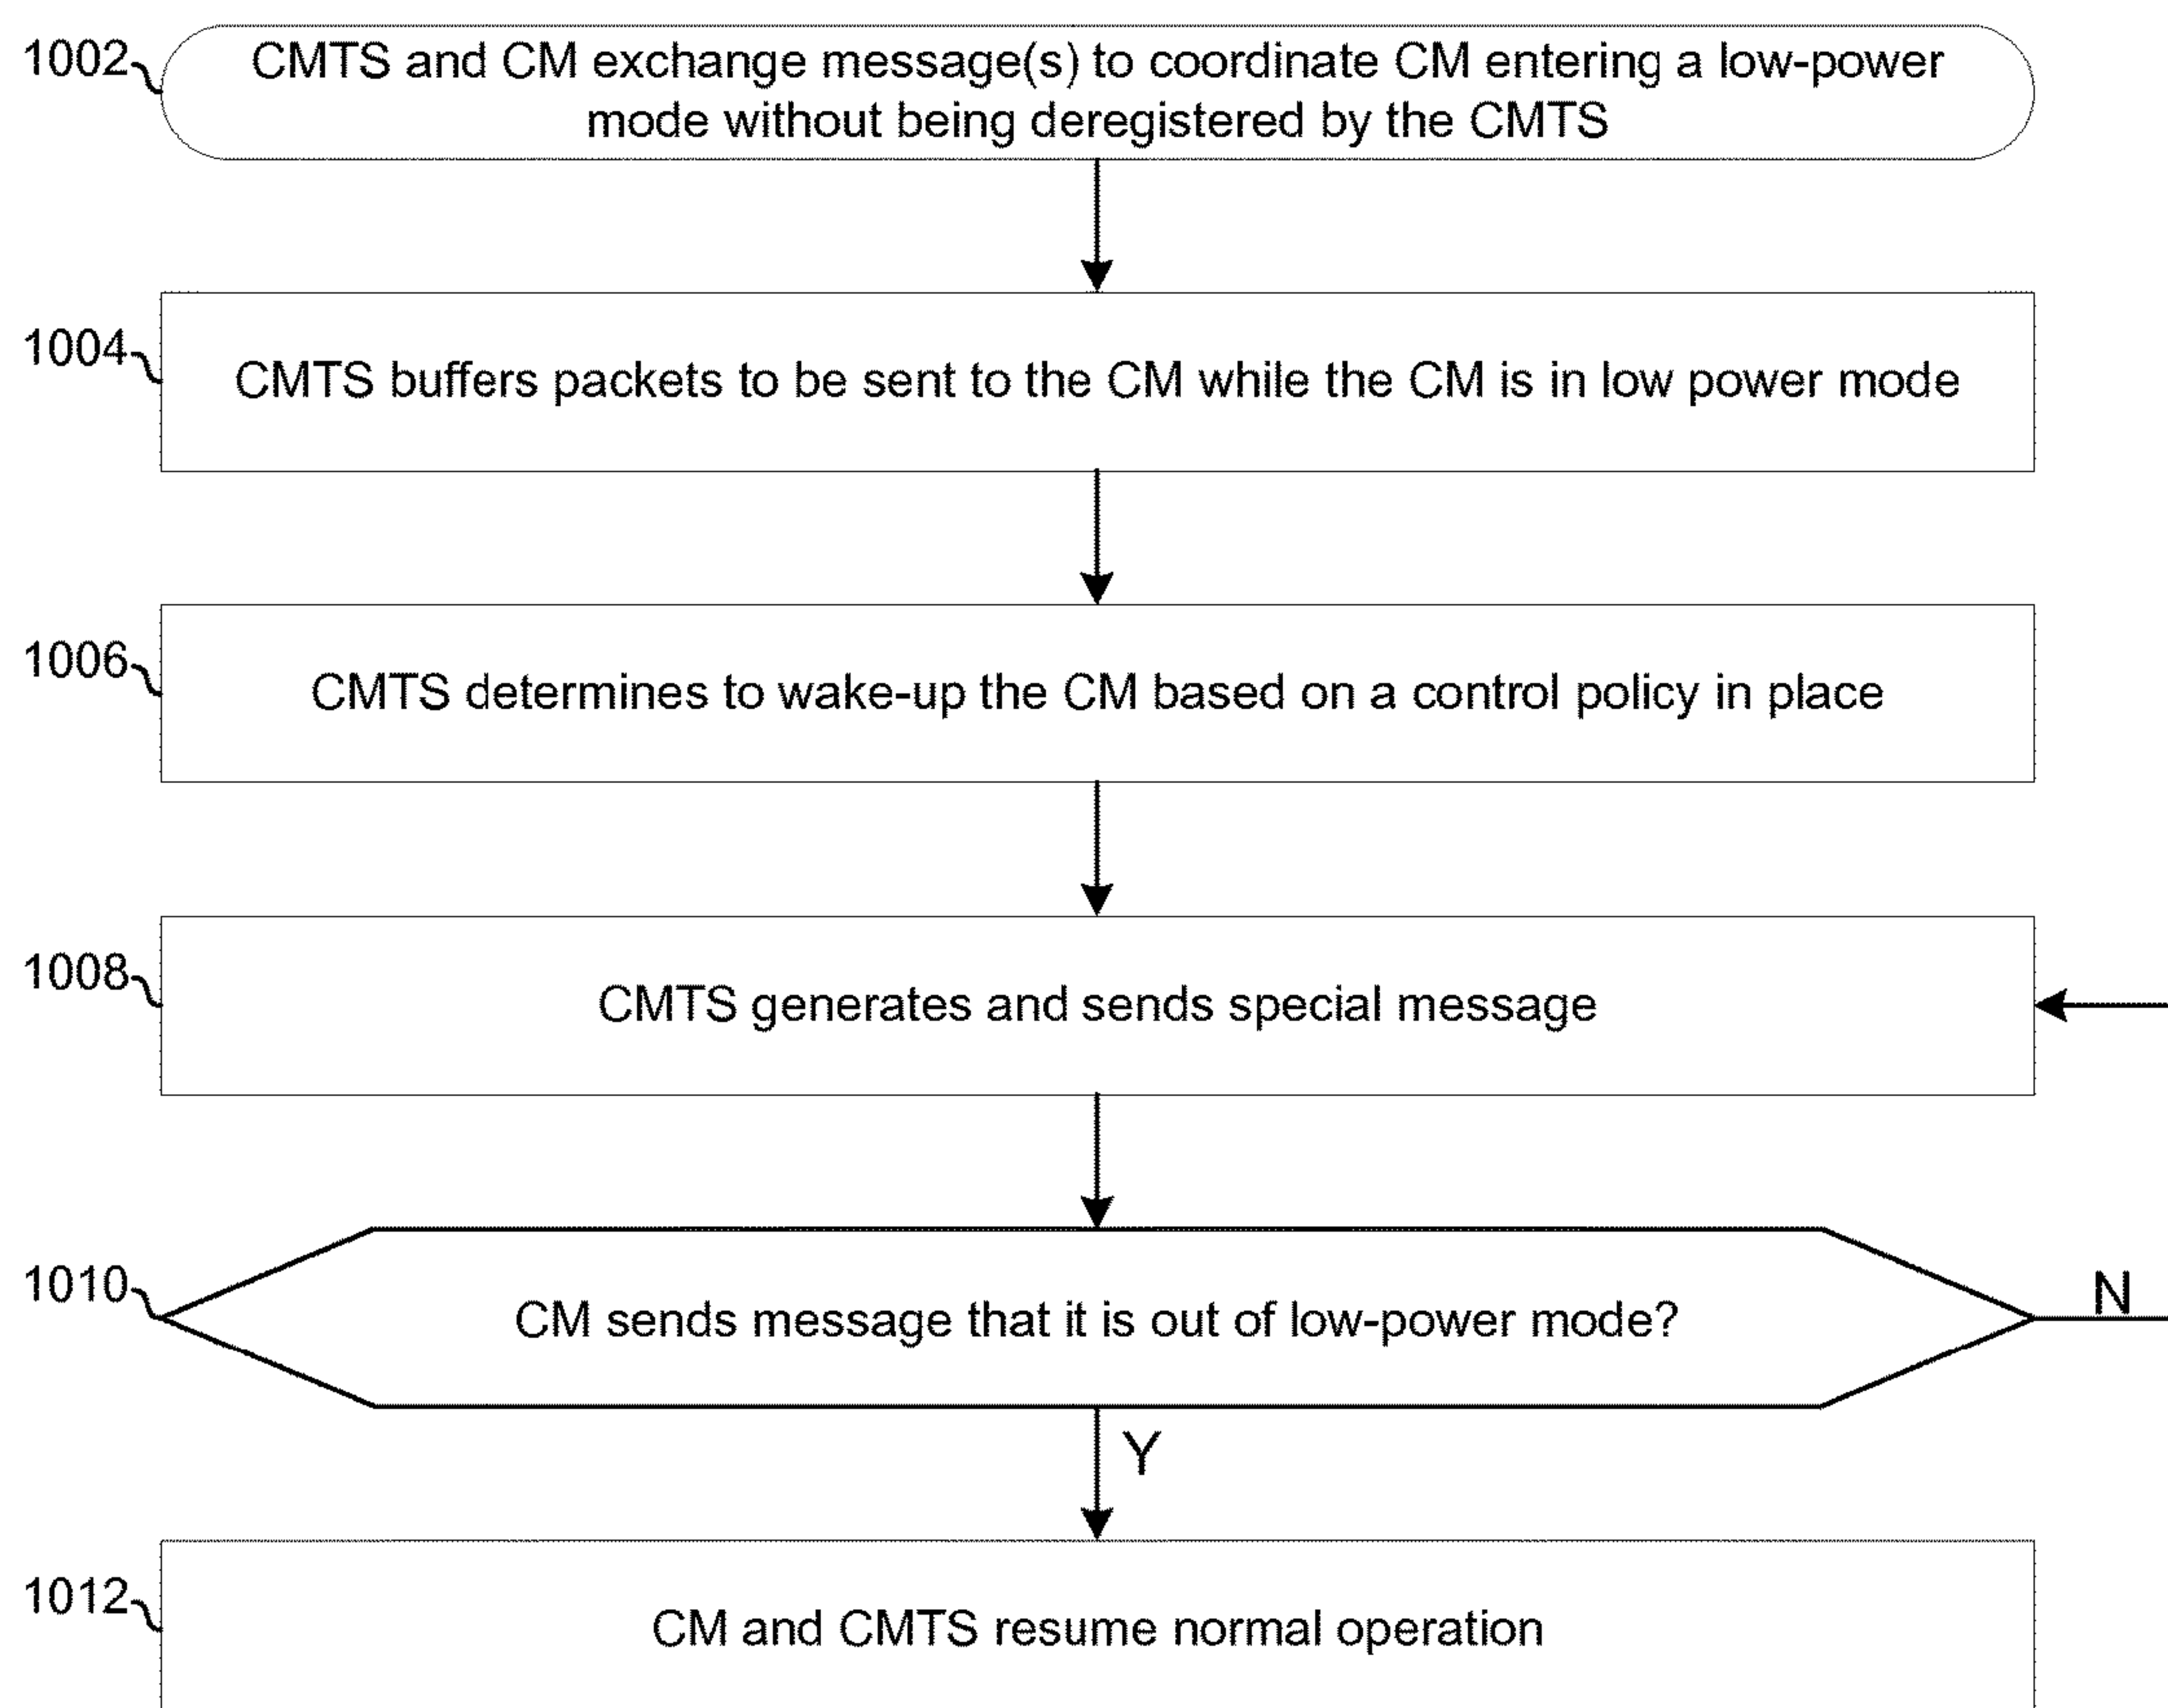 1002
CMTS and CM exchange message(s) to coordinate CM entering a low-power
mode without being deregistered by the CMTS
1004
CMTS buffers packets to be sent to the CM while the CM is in low power mode
1006
CMTS determines to wake-up the CM based on a control policy in place
1008
CMTS generates and sends special message
1010
CM sends message that it is out of low-power mode?
N
Y
1012
CM and CMTS resume normal operation